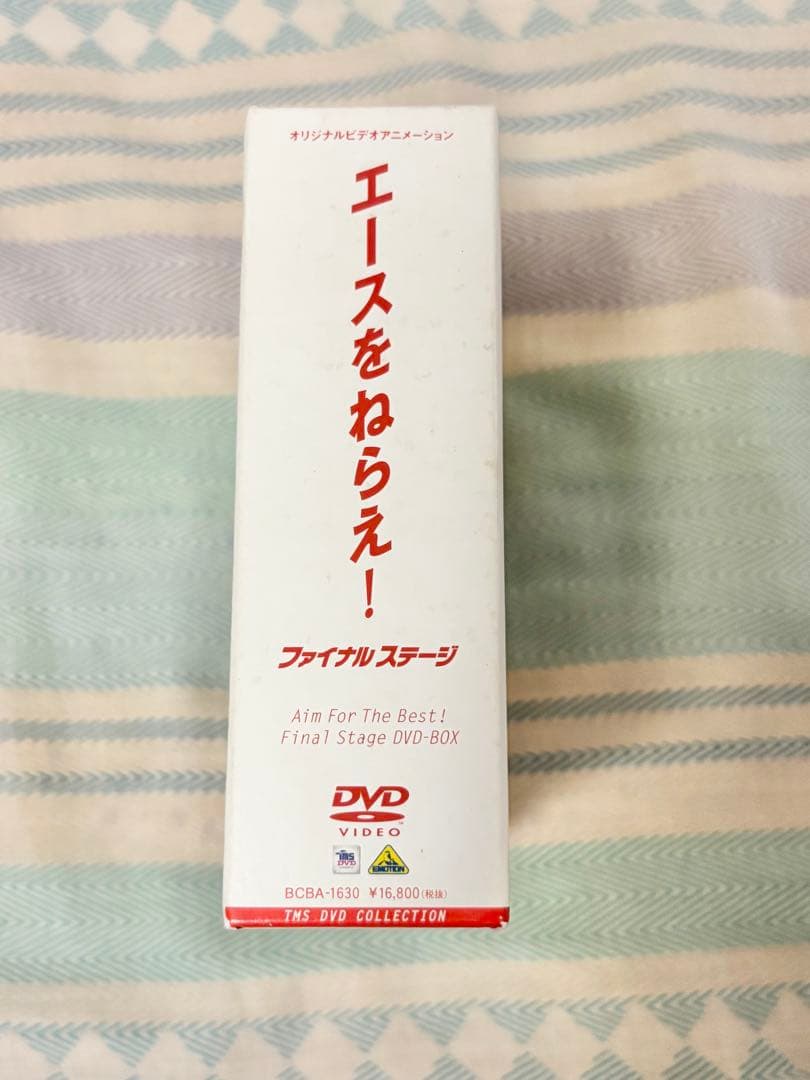 オリジナルビデオアニメーション
エースをねらえ!
ファイナル ステージ
Aim For The Best!
Final Stage DVD-BOX
DVD
VIDEO
TMS
DVD
EMOTION
BCBA-1630 ¥16,800(税抜)
TMS DVD COLLECTION